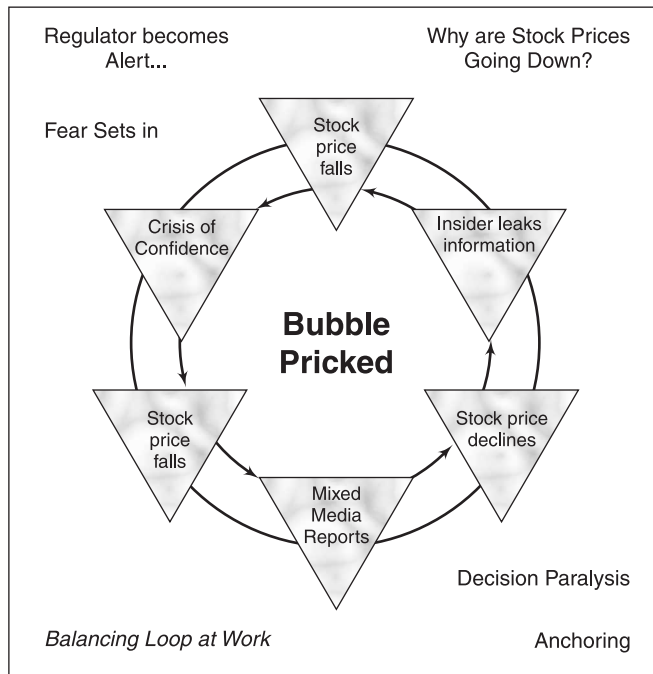 Regulator becomes
Alert...
Why are Stock Prices
Going Down?
Fear Sets in
Stock
price
falls
Crisis of
Confidence
Insider leaks
information
Bubble
Pricked
Stock
price
falls
Stock price
declines
Mixed
Media
Reports
Decision Paralysis
Balancing Loop at Work
Anchoring